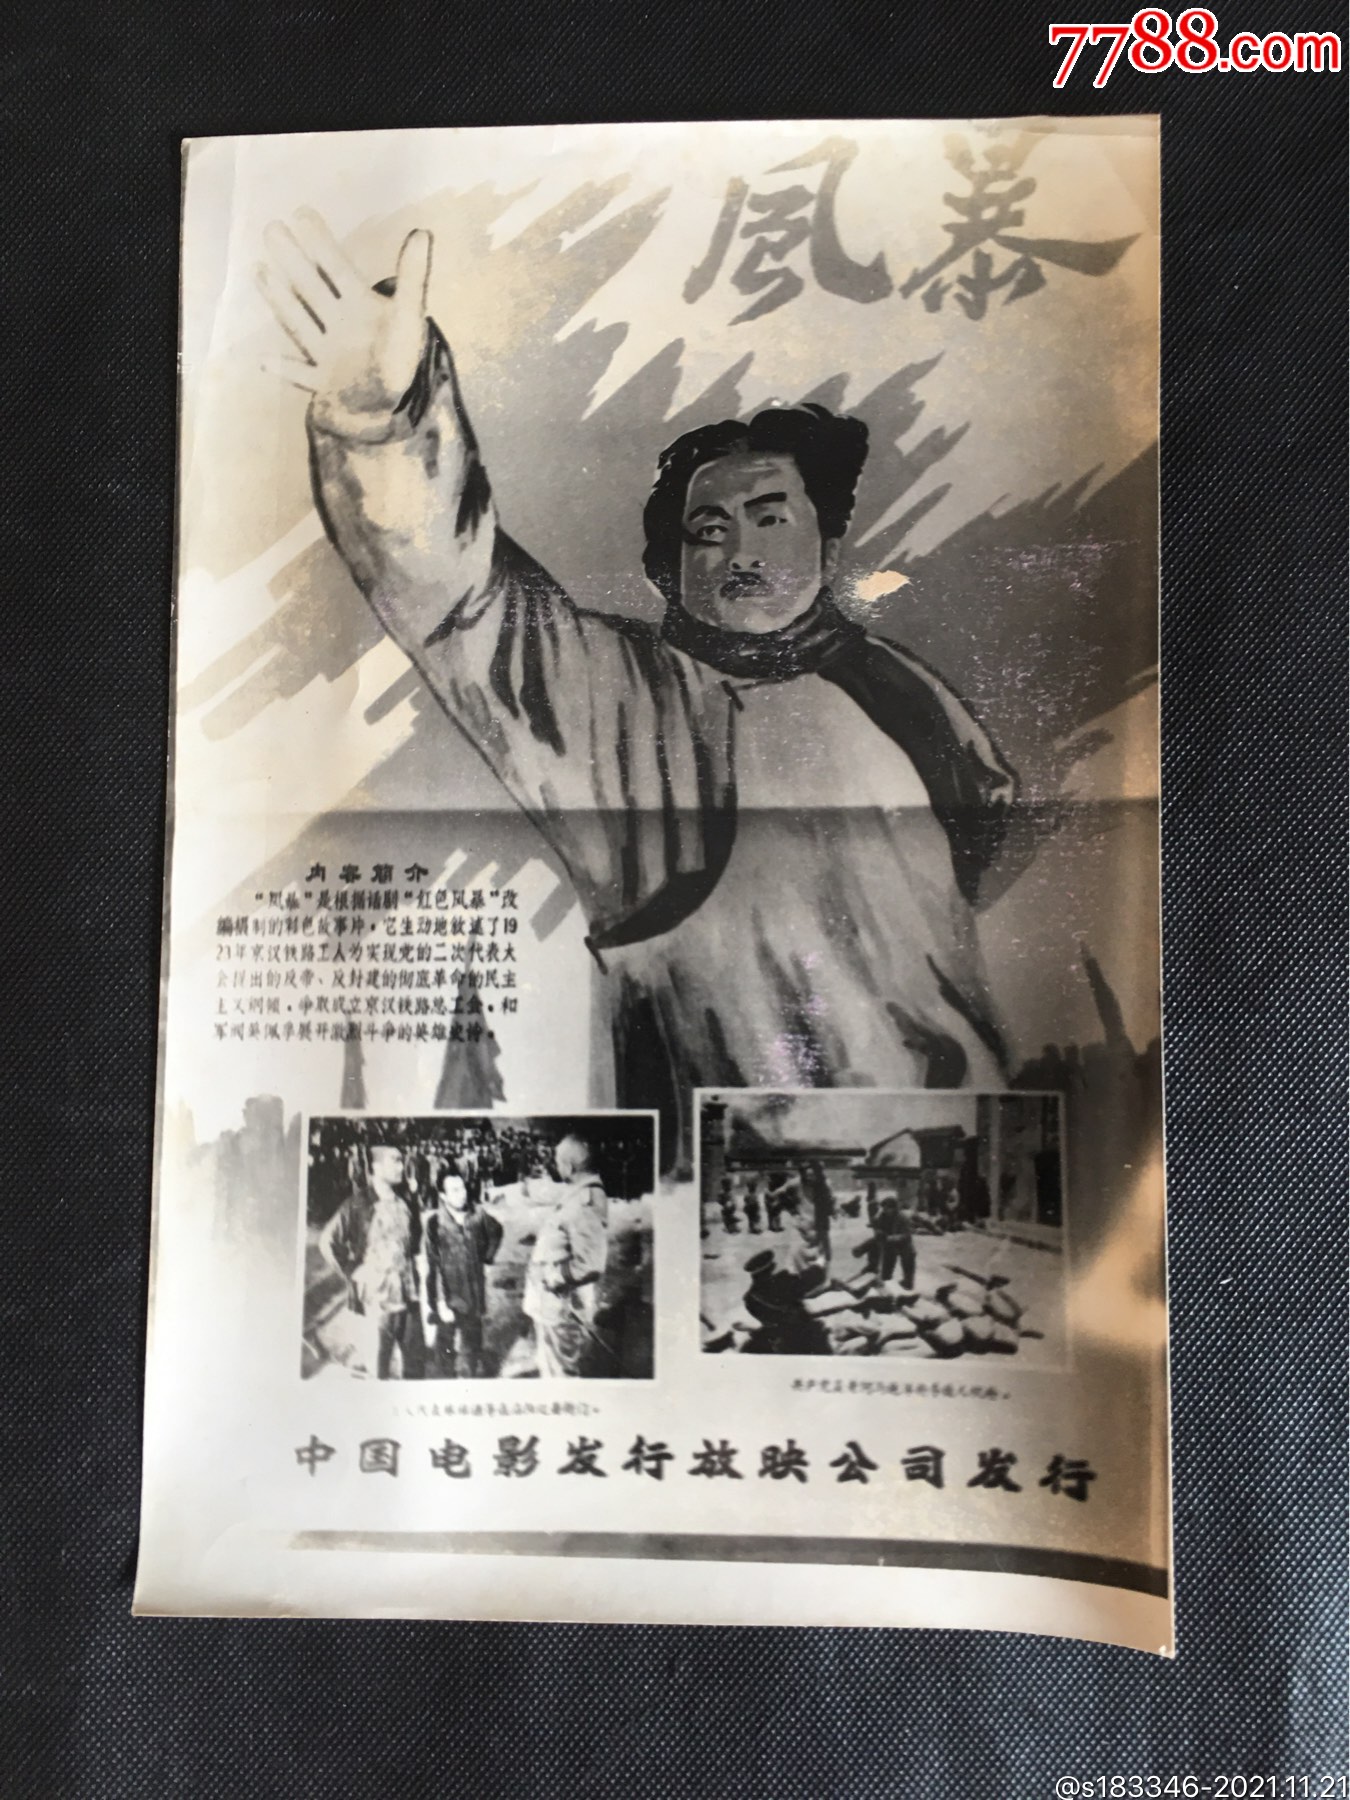 7788.com
風暴
内容简介
“风暴”是根据话剧“红色风暴”改
编摄制的彩色故事片，它生动地叙述了19
23年京汉铁路工人为实现党的二次代表大
会提出的反帝、反封建的彻底革命的民主
主义纲领，争取成立京汉铁路总工会，和
军阀吴佩孚展开激烈斗争的英雄史诗。
中国电影发行放映公司发行
@s183346-2021.11.21